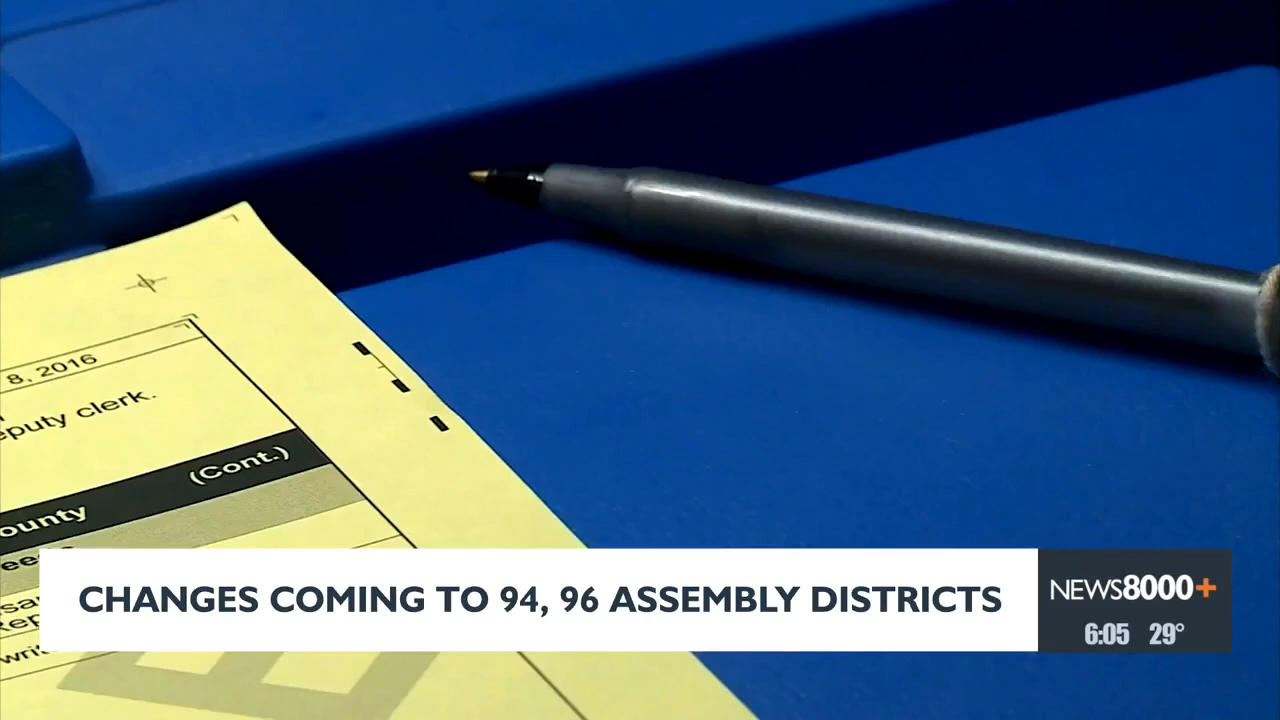 8, 2016
eputy clerk.
(Cont.)
ounty
CHANGES COMING TO 94, 96 ASSEMBLY DISTRICTS
NEWS8000+
6:05 29°